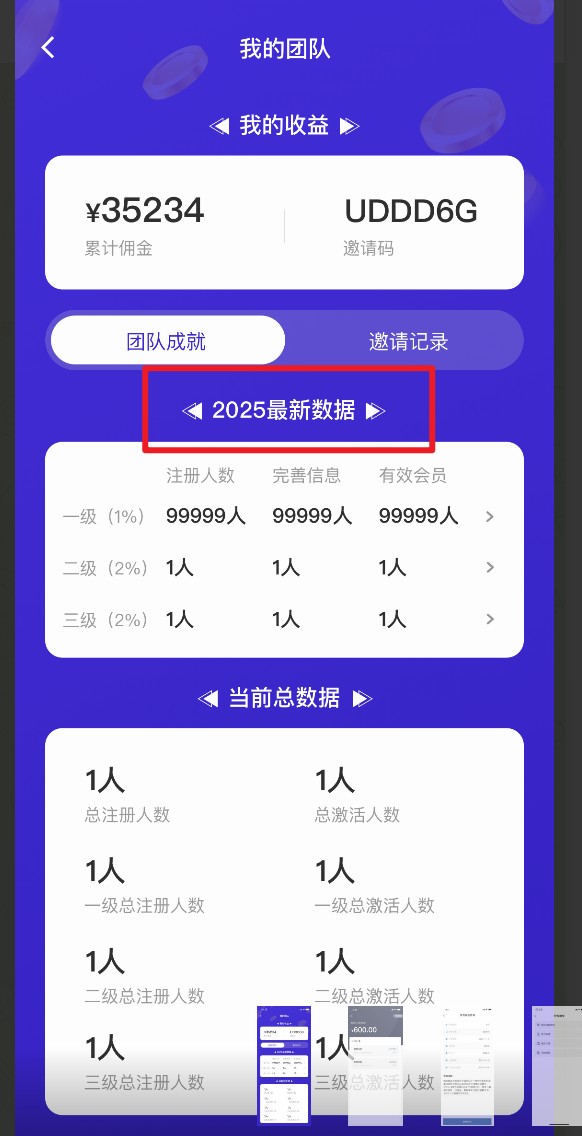 我的团队
我的收益
¥35234
UDDD6G
累计佣金
邀请码
团队成就
邀请记录
2025最新数据
注册人数 完善信息 有效会员
一级（1%） 99999人 99999人 99999人
二级（2%） 1人 1人 1人
三级（2%） 1人 1人 1人
当前总数据
1人 1人
总注册人数 总激活人数
1人 1人
一级总注册人数 一级总激活人数
1人 1人
二级总注册人数 二级总激活人数
1人 1人
三级总注册人数 三级总激活人数
¥600.00